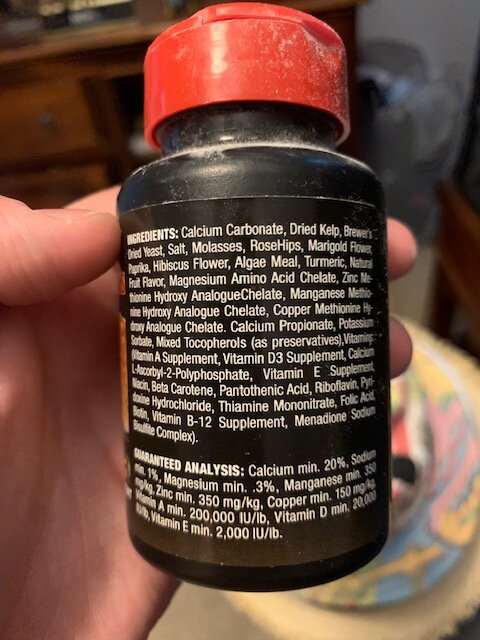 INGREDIENTS: Calcium Carbonate, Dried Kelp, Brewer's
Dried Yeast, Salt, Molasses, RoseHips, Marigold Flower,
Paprika, Hibiscus Flower, Algae Meal, Turmeric, Natural
Fruit Flavor, Magnesium Amino Acid Chelate, Zinc Me-
thionine Hydroxy AnalogueChelate, Manganese Methio-
nine Hydroxy Analogue Chelate, Copper Methionine Hy-
droxy Analogue Chelate. Calcium Propionate, Potassium
Sorbate, Mixed Tocopherols (as preservatives),Vitamins
(Vitamin A Supplement, Vitamin D3 Supplement, Calcium
L-Ascorbyl-2-Polyphosphate, Vitamin E Supplement,
Niacin, Beta Carotene, Pantothenic Acid, Riboflavin, Pyri-
doxine Hydrochloride, Thiamine Mononitrate, Folic Acid,
Biotin, Vitamin B-12 Supplement, Menadione Sodium
Bisulfite Complex).
GUARANTEED ANALYSIS: Calcium min. 20%, Sodium
min. 1%, Magnesium min. .3%, Manganese min. 350
mg/kg, Zinc min. 350 mg/kg, Copper min. 150 mg/kg,
Vitamin A min. 200,000 IU/lb, Vitamin D min. 20,000
IU/lb, Vitamin E min. 2,000 IU/lb.